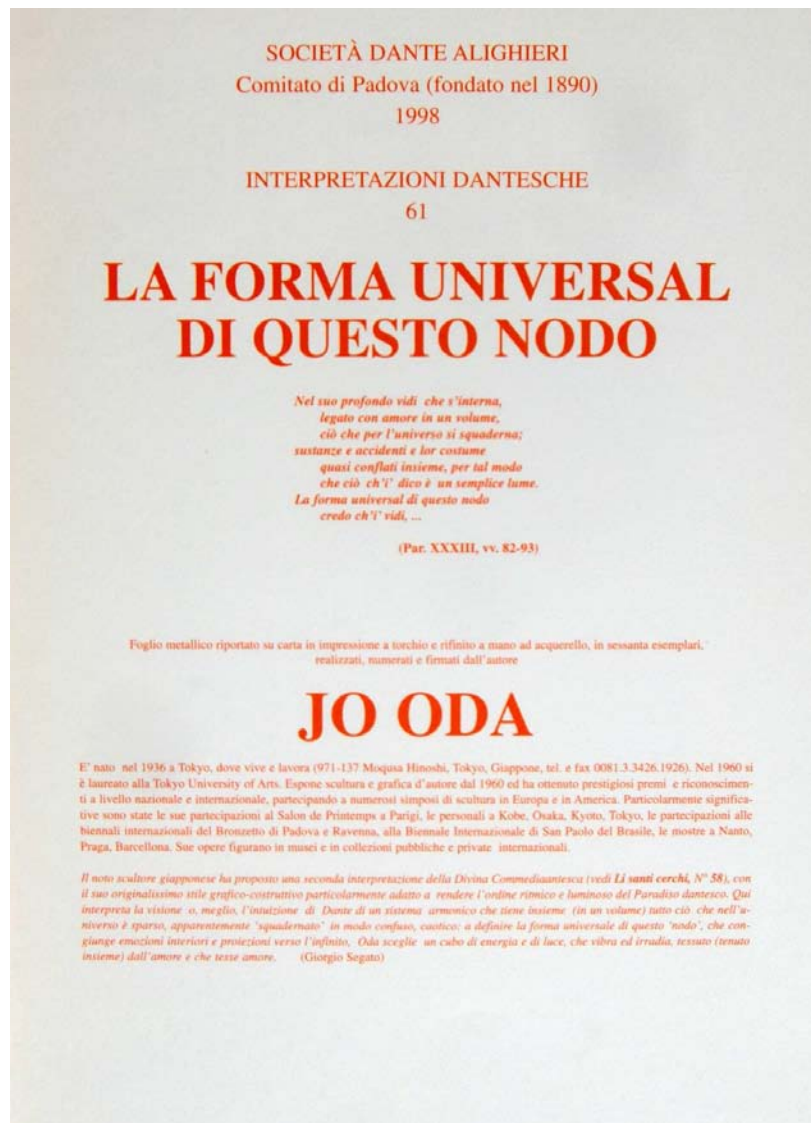 SOCIETÀ DANTE ALIGHIERI
Comitato di Padova (fondato nel 1890)
1998
INTERPRETAZIONI DANTESCHE
61
LA FORMA UNIVERSAL
DI QUESTO NODO
Nel suo profondo vidi che s'interna,
legato con amore in un volume,
ciò che per l'universo si squaderna;
sustanze e accidenti e lor costume
quasi conflati insieme, per tal modo
che ciò ch'i' dico è un semplice lume.
La forma universal di questo nodo
credo ch'i' vidi, ...
(Par. XXXIII, vv. 82-93)
Foglio metallico riportato su carta in impressione a torchio e rifinito a mano ad acquerello, in sessanta esemplari,
realizzati, numerati e firmati dall'autore
JO ODA
E' nato nel 1936 a Tokyo, dove vive e lavora (971-137 Moqusa Hinoshi, Tokyo, Giappone, tel. e fax 0081.3.3426.1926). Nel 1960 si
è laureato alla Tokyo University of Arts. Espone scultura e grafica d'autore dal 1960 ed ha ottenuto prestigiosi premi e riconoscimen-
ti a livello nazionale e internazionale, partecipando a numerosi simposi di scultura in Europa e in America. Particolarmente significa-
tive sono state le sue partecipazioni al Salon de Printemps a Parigi, le personali a Kobe, Osaka, Kyoto, Tokyo, le partecipazioni alle
biennali internazionali del Bronzetto di Padova e Ravenna, alla Biennale Internazionale di San Paolo del Brasile, le mostre a Nanto,
Praga, Barcellona. Sue opere figurano in musei e in collezioni pubbliche e private internazionali.
Il noto scultore giapponese ha proposto una seconda interpretazione della Divina Commediaantesca (vedi Li santi cerchi, N° 58), con
il suo originalissimo stile grafico-costruttivo particolarmente adatto a rendere l'ordine ritmico e luminoso del Paradiso dantesco. Qui
interpreta la visione o, meglio, l'intuizione di Dante di un sistema armonico che tiene insieme (in un volume) tutto ciò che nell'u-
niverso è sparso, apparentemente 'squadernato' in modo confuso, caotico: a definire la forma universale di questo 'nodo', che con-
giunge emozioni interiori e proiezioni verso l'infinito, Oda sceglie un cubo di energia e di luce, che vibra ed irradia, tessuto (tenuto
insieme) dall'amore e che tesse amore. (Giorgio Segato)